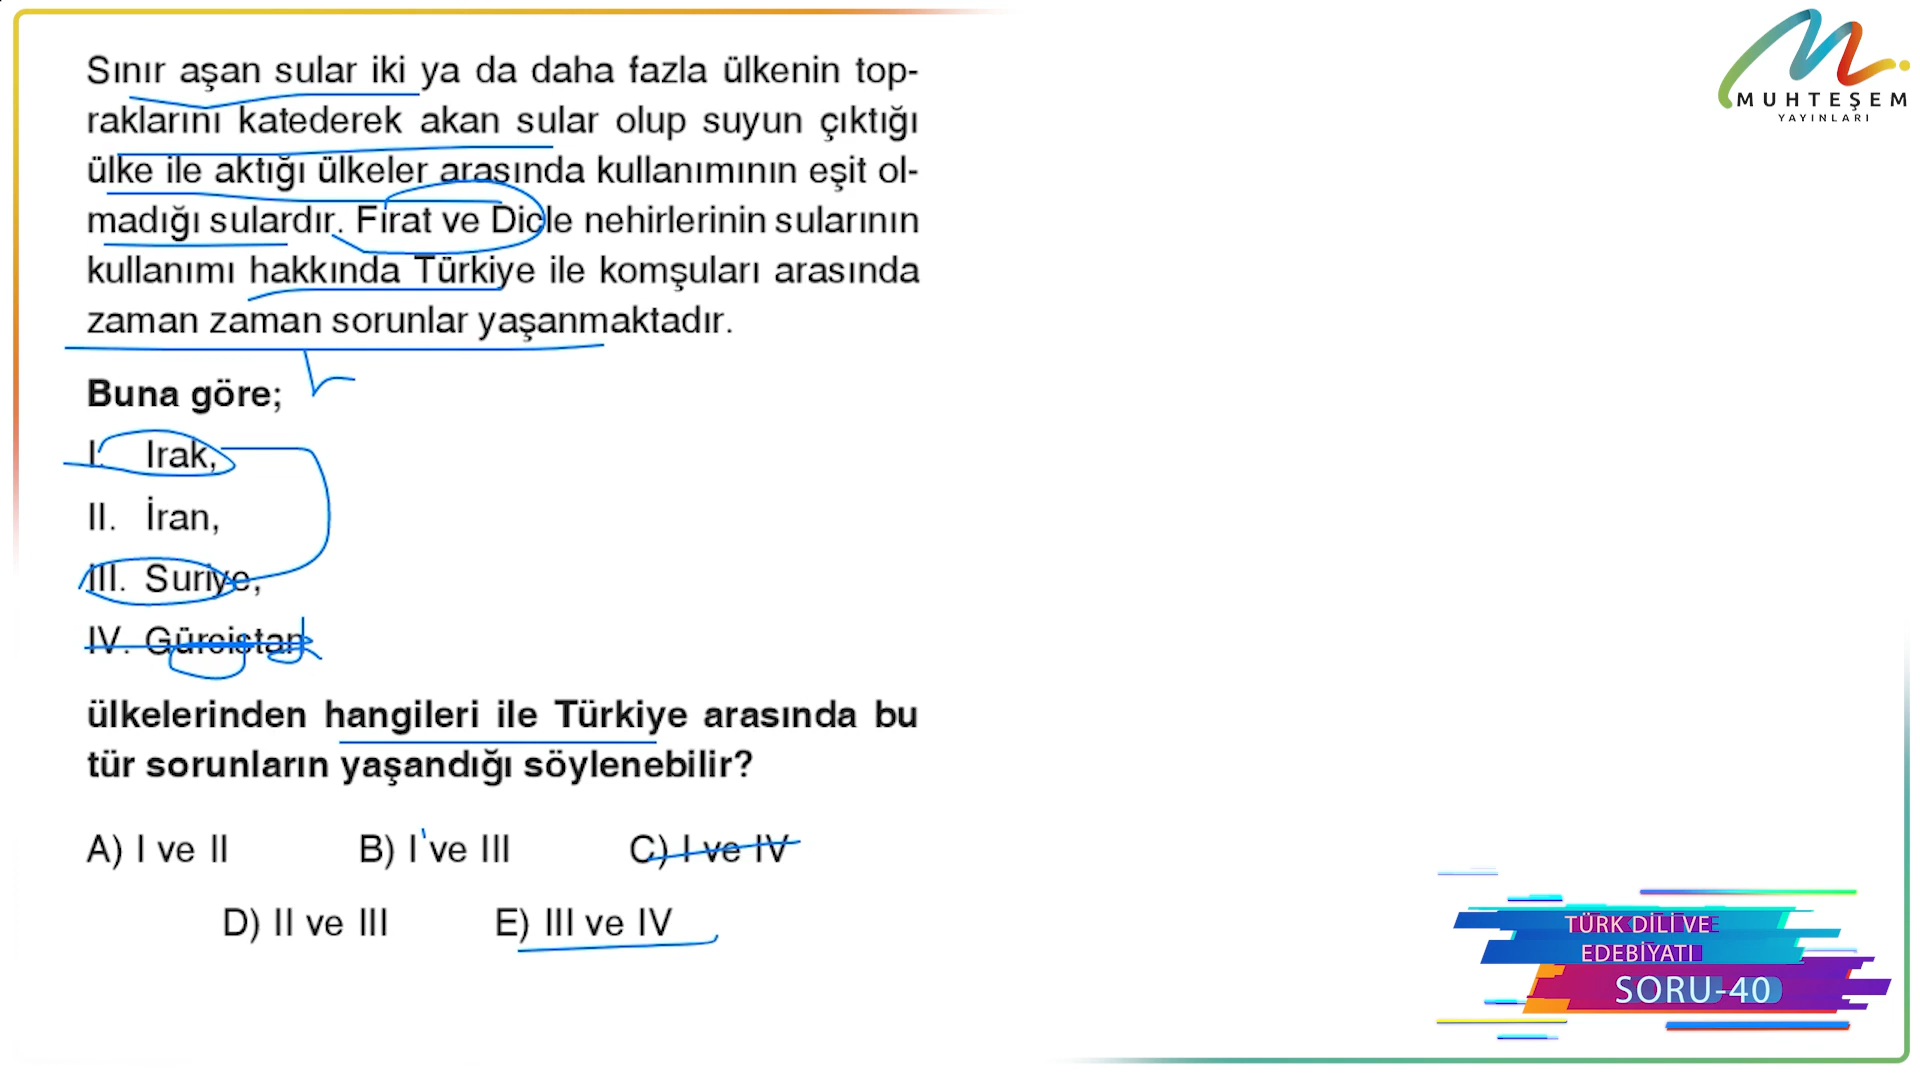 Sınır aşan sular iki ya da daha fazla ülkenin top-
raklarını katederek akan sular olup suyun çıktığı
ülke ile aktığı ülkeler arasında kullanımının eşit ol-
madığı sulardır. Fırat ve Dicle nehirlerinin sularının
kullanımı hakkında Türkiye ile komşuları arasında
zaman zaman sorunlar yaşanmaktadır.
Buna göre;
I. Irak,
II. İran,
III. Suriye,
IV. Gürcistan
ülkelerinden hangileri ile Türkiye arasında bu
tür sorunların yaşandığı söylenebilir?
A) I ve II B) I ve III C) I ve IV
D) II ve III E) III ve IV
MUHTEŞEM
YAYINLARI
TÜRK DİLİ VE
EDEBİYATI
SORU-40